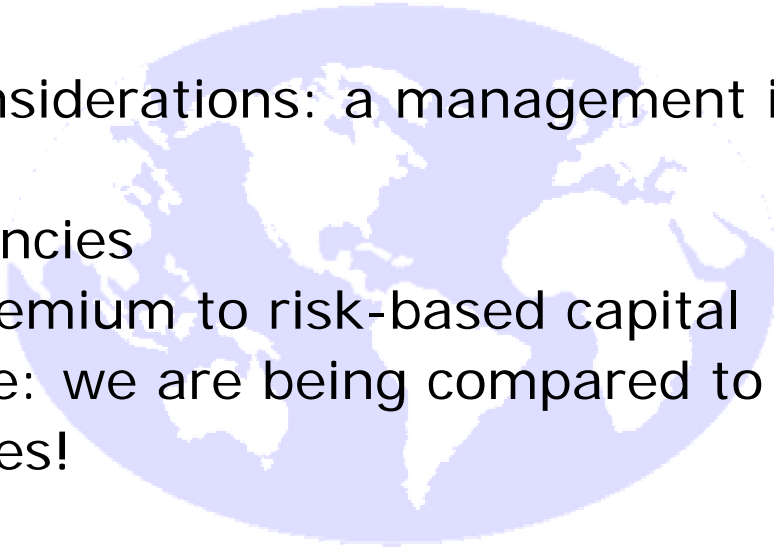 nsiderations: a management i
ncies
emium to risk-based capital
e: we are being compared to
es!